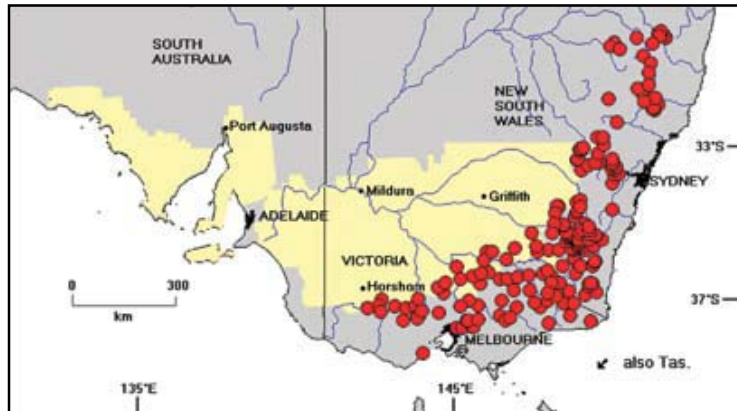 SOUTH
AUSTRALIA
NEW
SOUTH
WALES
Port Augusta
33°S
Mildura
Griffith
SYDNEY
ADELAIDE
VICTORIA
0 300
km
Horsham
37°S
MELBOURNE
also Tas.
135°E 145°E